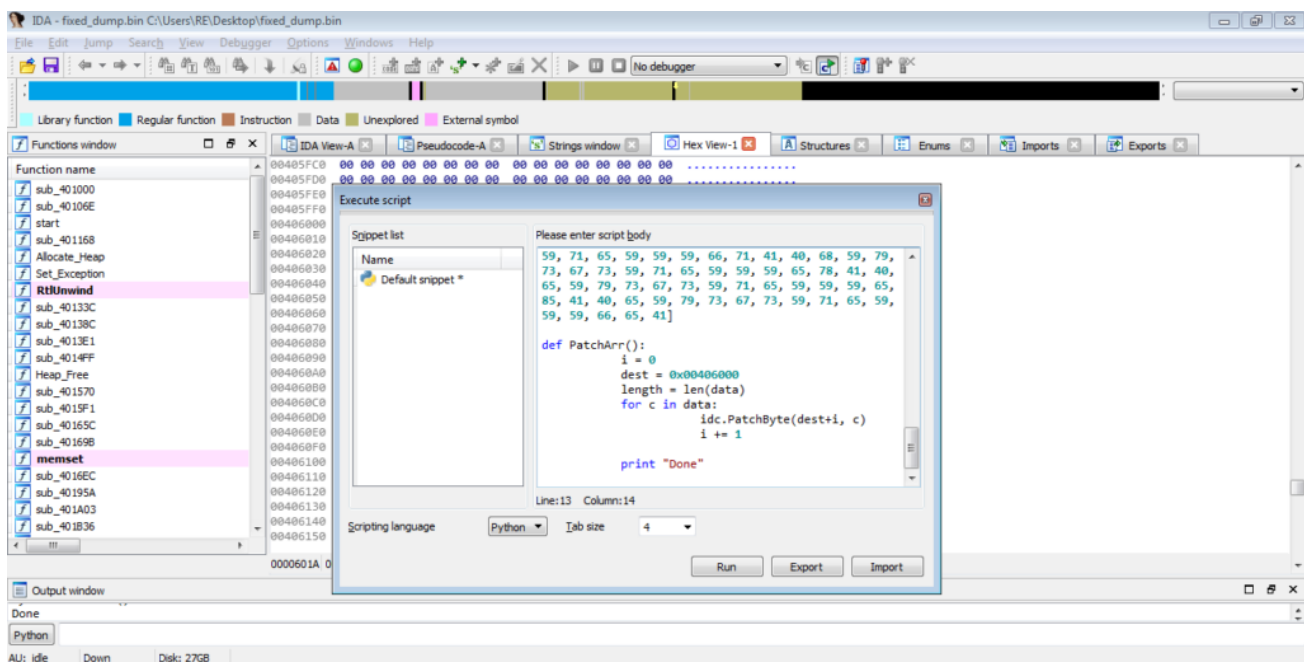 IDA - fixed_dump.bin C:\Users\RE\Desktop\fixed_dump.bin
File Edit Jump Search View Debugger Options Windows Help
No debugger
Library function Regular function Instruction Data Unexplored External symbol
Functions window
IDA View-A Pseudocode-A Strings window Hex View-1 Structures Enums Imports Exports
Function name
sub_401000
sub_40106E
start
sub_401168
Allocate_Heap
Set_Exception
RtlUnwind
sub_40133C
sub_40138C
sub_4013E1
sub_4014FF
Heap_Free
sub_401570
sub_4015F1
sub_40165C
sub_40169B
memset
sub_4016EC
sub_40195A
sub_401A03
sub_401B36
00405FC0 00 00 00 00 00 00 00 00 00 00 00 00 00 00 00 00 ................
00405FD0 00 00 00 00 00 00 00 00 00 00 00 00 00 00 00 00 ................
00405FE0
00405FF0
00406000
00406010
00406020
00406030
00406040
00406050
00406060
00406070
00406080
00406090
004060A0
004060B0
004060C0
004060D0
004060E0
004060F0
00406100
00406110
00406120
00406130
00406140
00406150
0000601A 0
Execute script
Snippet list
Name
Default snippet *
Please enter script body
59, 71, 65, 59, 59, 59, 66, 71, 41, 40, 68, 59, 79,
73, 67, 73, 59, 71, 65, 59, 59, 59, 65, 78, 41, 40,
65, 59, 79, 73, 67, 73, 59, 71, 65, 59, 59, 59, 65,
85, 41, 40, 65, 59, 79, 73, 67, 73, 59, 71, 65, 59,
59, 59, 66, 65, 41]
def PatchArr():
i = 0
dest = 0x00406000
length = len(data)
for c in data:
idc.PatchByte(dest+i, c)
i += 1
print "Done"
Line:13 Column:14
Scripting language Python Tab size 4
Run Export Import
Output window
Done
Python
AU: idle Down Disk: 27GB